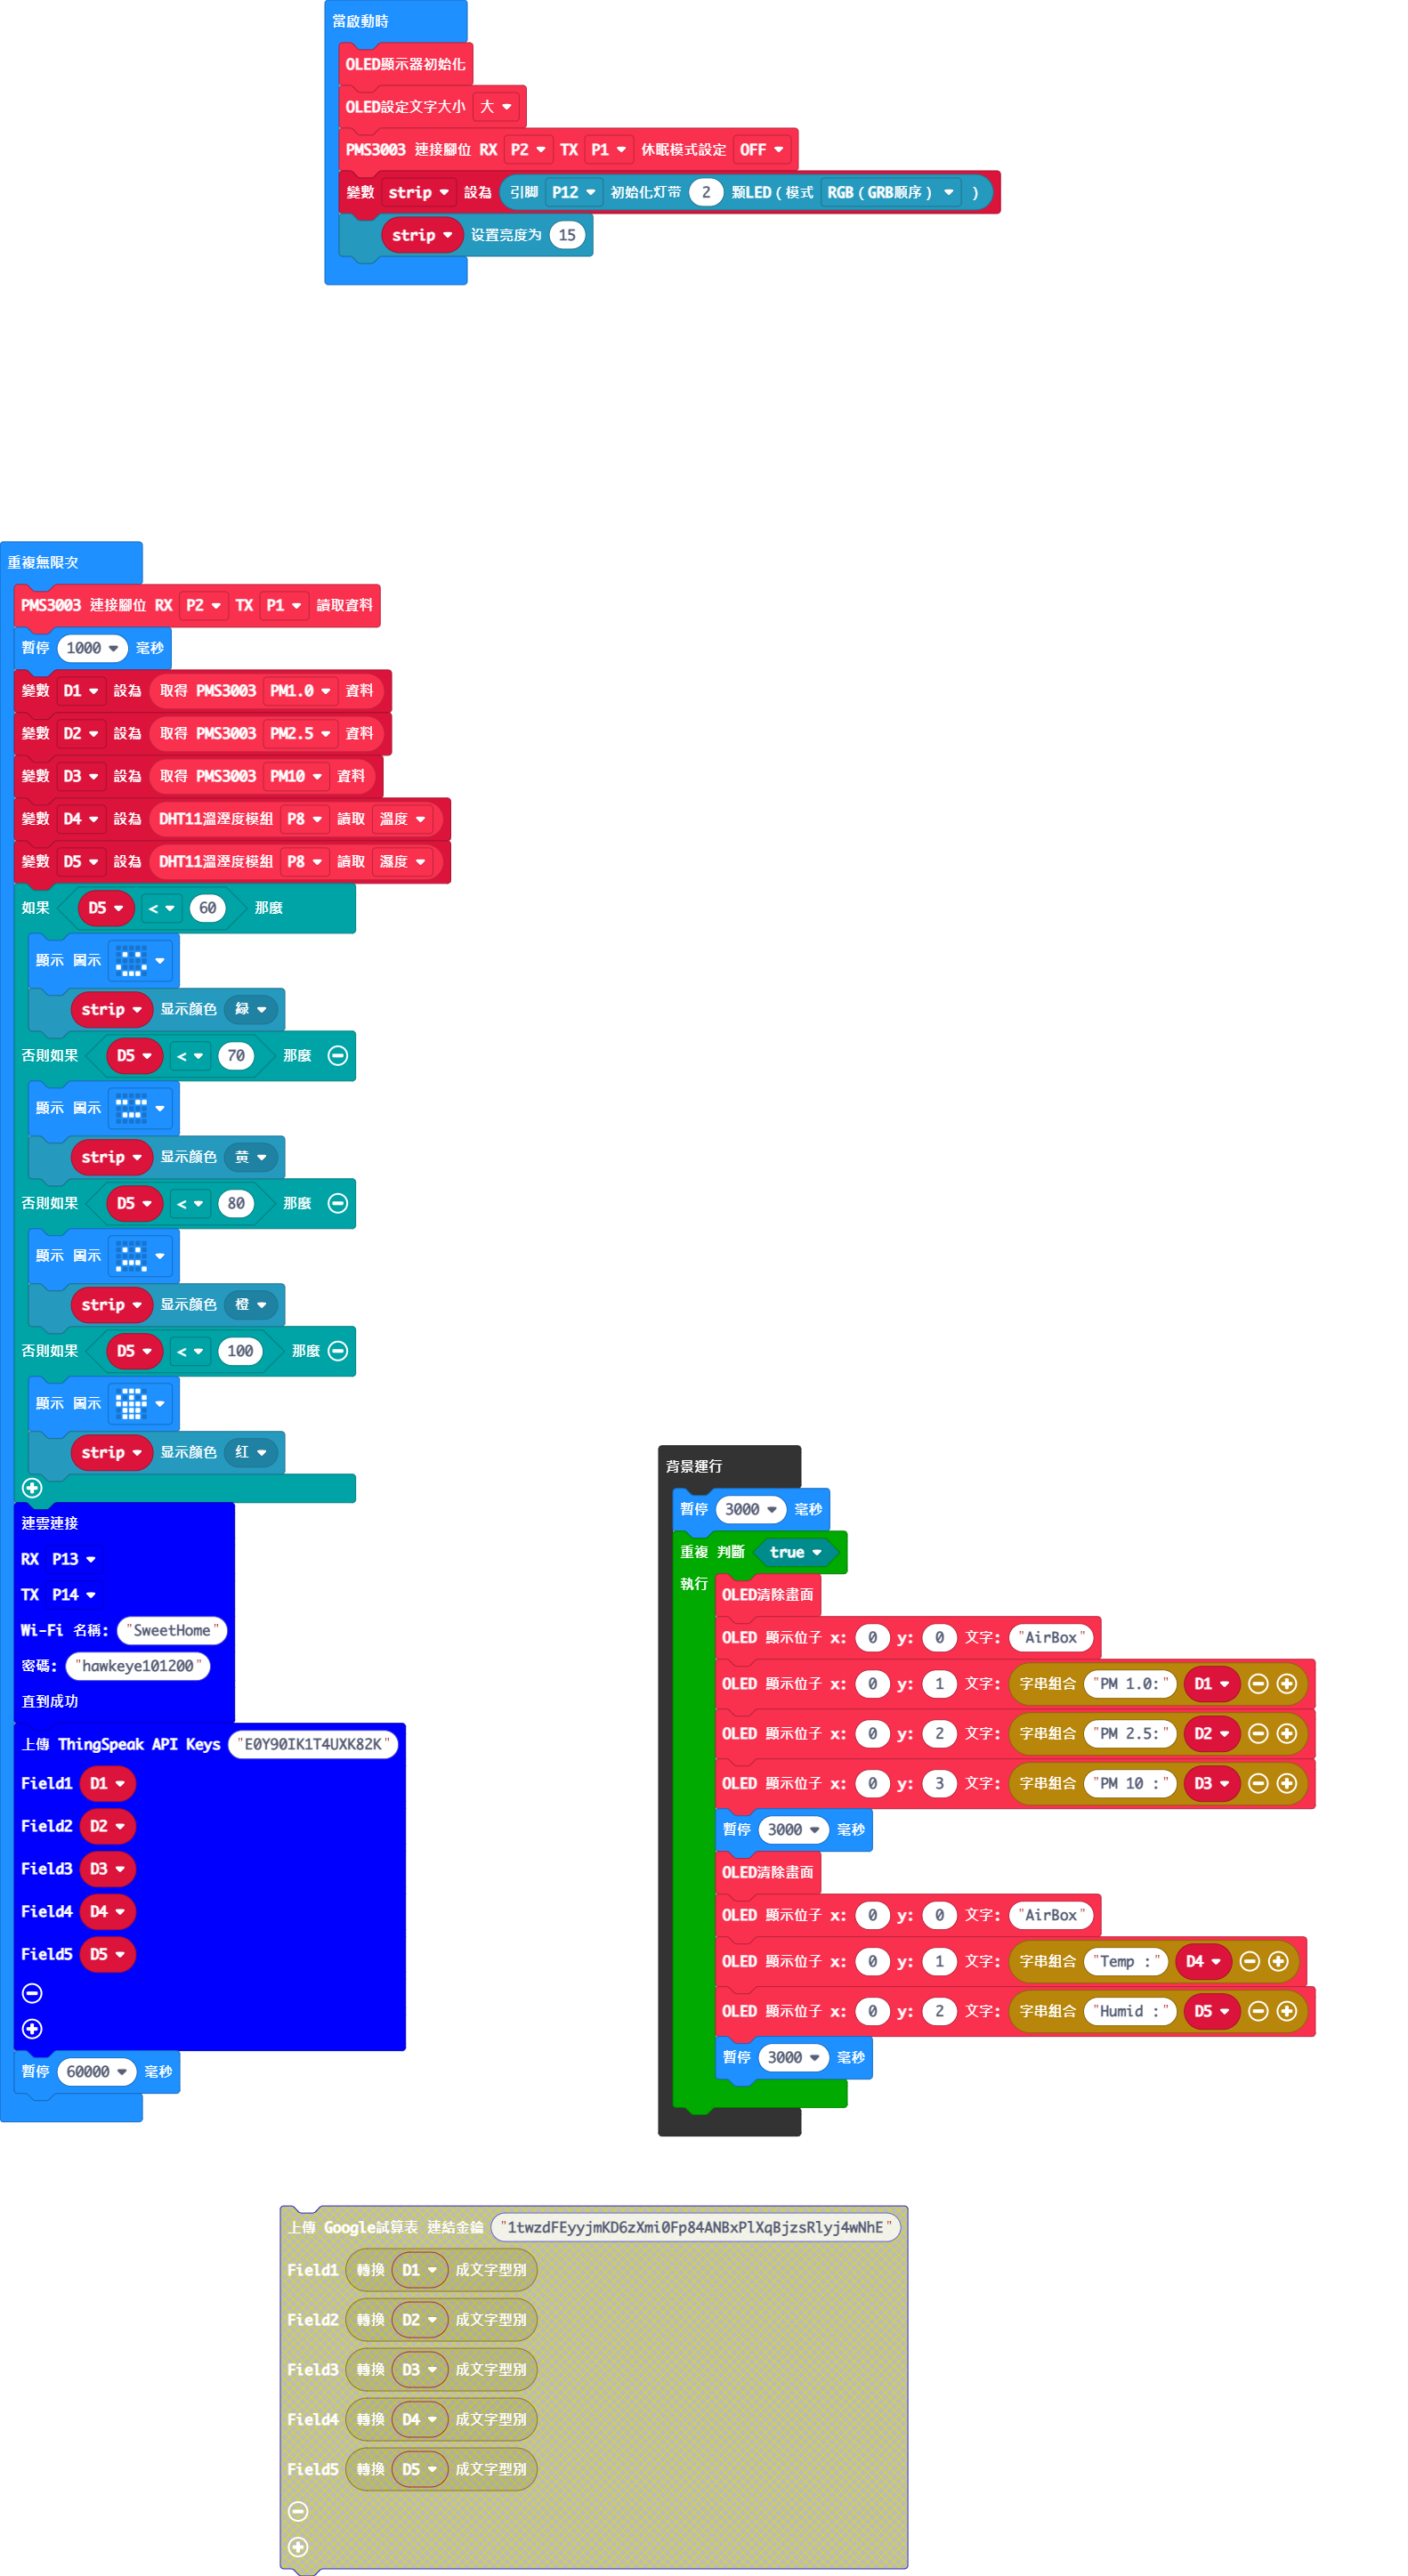 當啟動時
OLED顯示器初始化
OLED設定文字大小 大
PMS3003 連接腳位 RX P2 TX P1 休眠模式設定 OFF
變數 strip 設為 引脚 P12 初始化灯带 2 颗LED(模式 RGB(GRB顺序) )
strip 设置亮度为 15
重複無限次
PMS3003 連接腳位 RX P2 TX P1 讀取資料
暫停 1000 毫秒
變數 D1 設為 取得 PMS3003 PM1.0 資料
變數 D2 設為 取得 PMS3003 PM2.5 資料
變數 D3 設為 取得 PMS3003 PM10 資料
變數 D4 設為 DHT11溫溼度模組 P8 讀取 溫度
變數 D5 設為 DHT11溫溼度模組 P8 讀取 濕度
如果 D5 < 60 那麼
顯示 圖示
strip 显示颜色 绿
否則如果 D5 < 70 那麼
顯示 圖示
strip 显示颜色 黄
否則如果 D5 < 80 那麼
顯示 圖示
strip 显示颜色 橙
否則如果 D5 < 100 那麼
顯示 圖示
strip 显示颜色 红
連雲連接
RX P13
TX P14
Wi-Fi 名稱: "SweetHome"
密碼: "hawkeye101200"
直到成功
上傳 ThingSpeak API Keys "E0Y90IK1T4UXK82K"
Field1 D1
Field2 D2
Field3 D3
Field4 D4
Field5 D5
暫停 60000 毫秒
背景運行
暫停 3000 毫秒
重複 判斷 true
執行
OLED清除畫面
OLED 顯示位子 x: 0 y: 0 文字: "AirBox"
OLED 顯示位子 x: 0 y: 1 文字: 字串組合 "PM 1.0:" D1
OLED 顯示位子 x: 0 y: 2 文字: 字串組合 "PM 2.5:" D2
OLED 顯示位子 x: 0 y: 3 文字: 字串組合 "PM 10 :" D3
暫停 3000 毫秒
OLED清除畫面
OLED 顯示位子 x: 0 y: 0 文字: "AirBox"
OLED 顯示位子 x: 0 y: 1 文字: 字串組合 "Temp :" D4
OLED 顯示位子 x: 0 y: 2 文字: 字串組合 "Humid :" D5
暫停 3000 毫秒
上傳 Google試算表 連結金鑰 "1twzdFEyyjmKD6zXmi0Fp84ANBxPlXqBjzsRlyj4wNhE"
Field1 轉換 D1 成文字型別
Field2 轉換 D2 成文字型別
Field3 轉換 D3 成文字型別
Field4 轉換 D4 成文字型別
Field5 轉換 D5 成文字型別